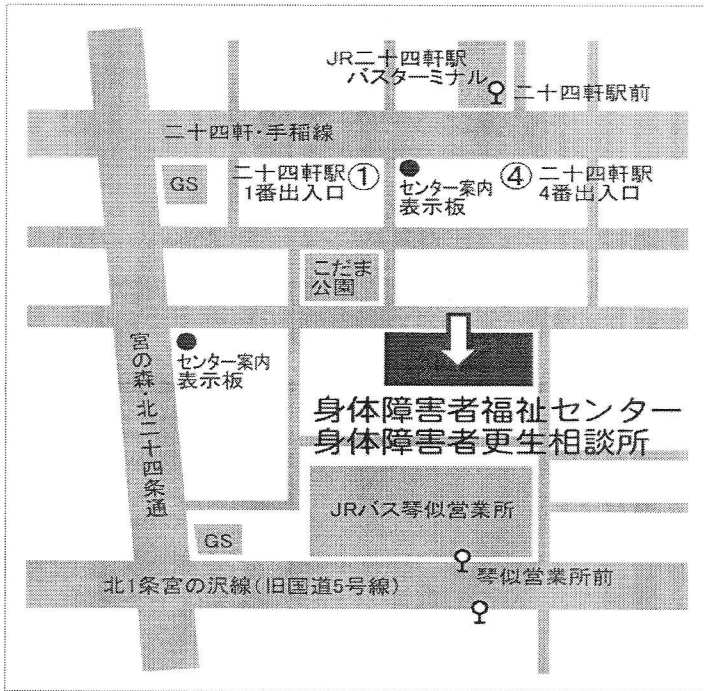 JR二十四軒駅
バスターミナル
二十四軒駅前
二十四軒・手稲線
GS
二十四軒駅
1番出入口
①
センター案内
表示板
④
二十四軒駅
4番出入口
こだま
公園
宮の森・北二十四条通
センター案内
表示板
身体障害者福祉センター
身体障害者更生相談所
JRバス琴似営業所
GS
琴似営業所前
北1条宮の沢線(旧国道5号線)